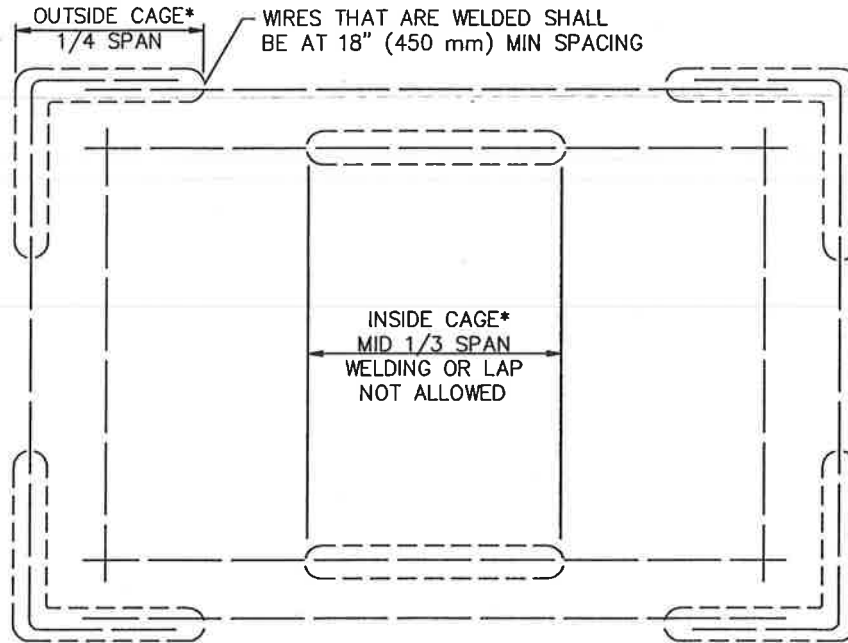 OUTSIDE CAGE*
1/4 SPAN
WIRES THAT ARE WELDED SHALL
BE AT 18" (450 mm) MIN SPACING
INSIDE CAGE*
MID 1/3 SPAN
WELDING OR LAP
NOT ALLOWED